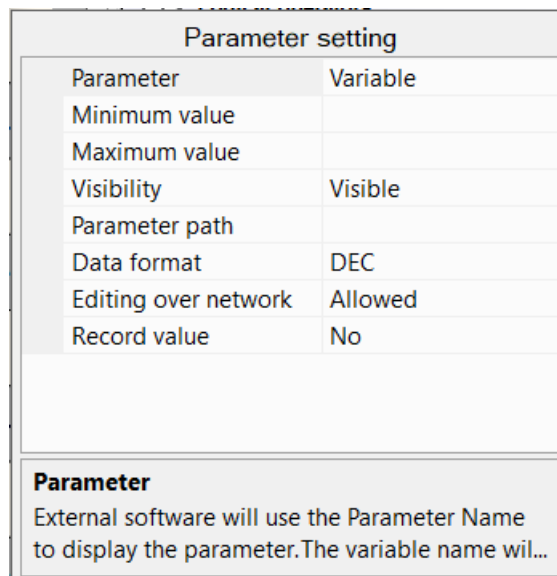 Parameter setting
Parameter Variable
Minimum value
Maximum value
Visibility Visible
Parameter path
Data format DEC
Editing over network Allowed
Record value No
Parameter
External software will use the Parameter Name
to display the parameter.The variable name wil...